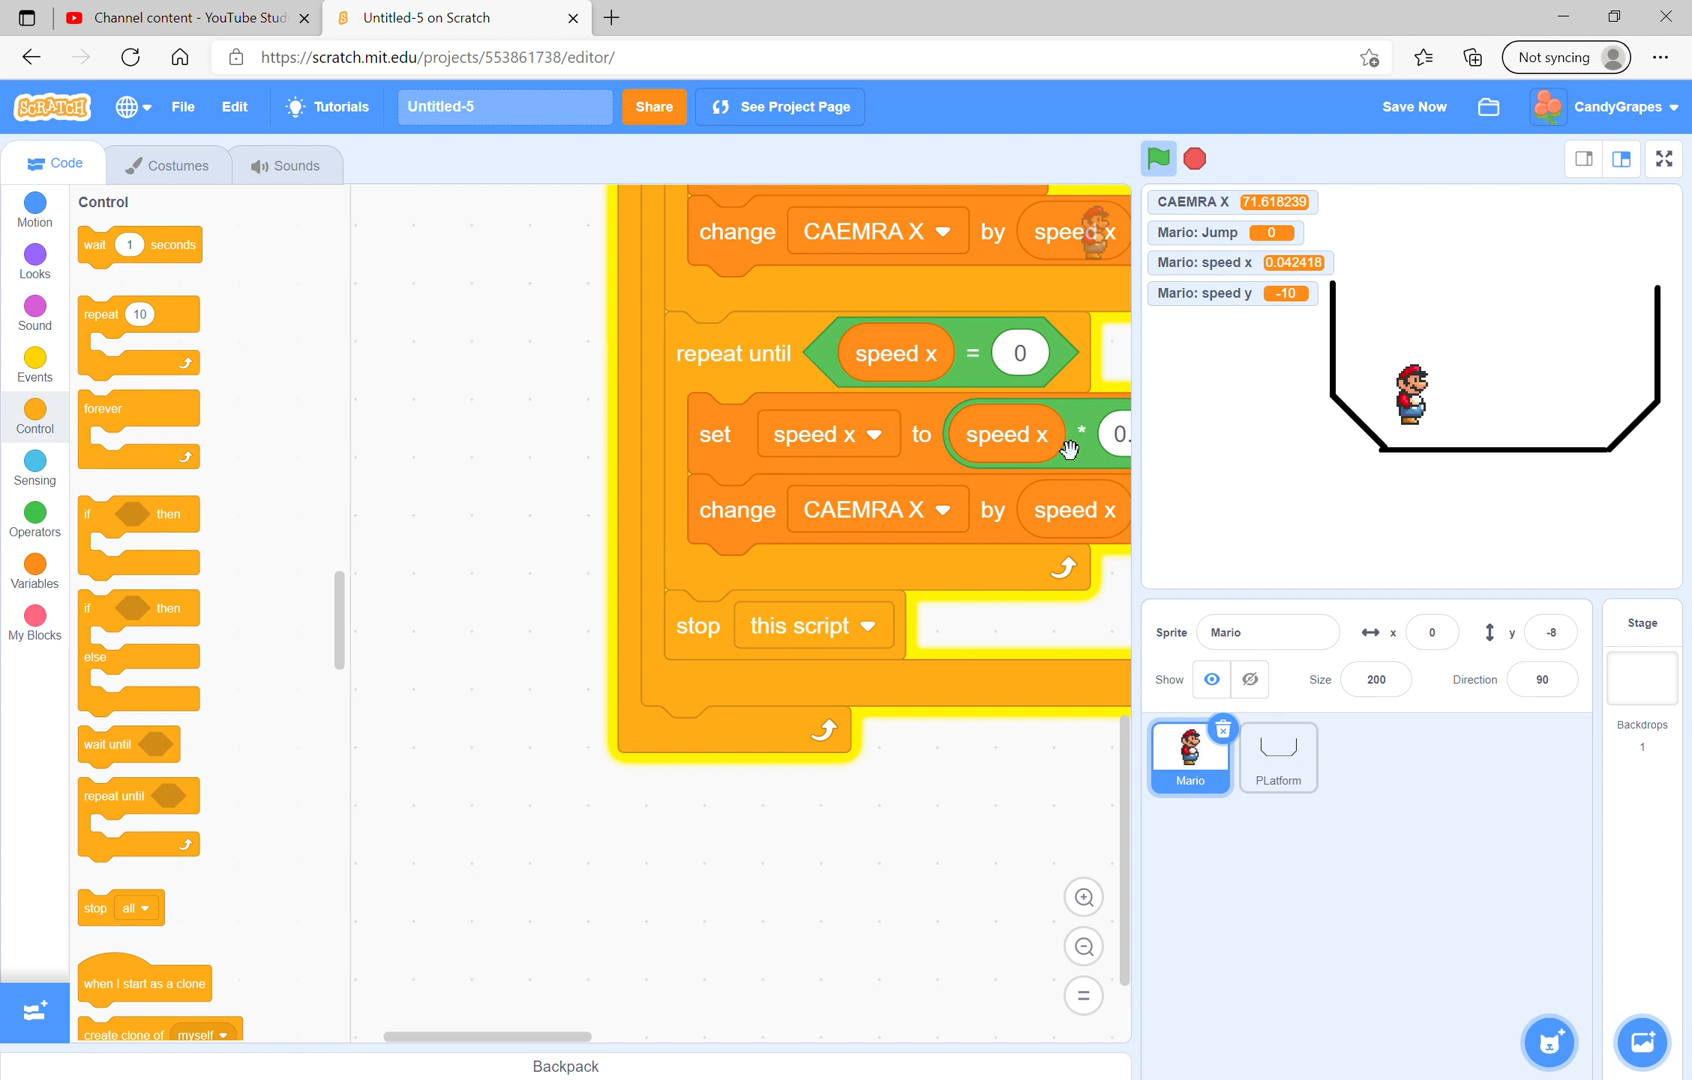 Channel content - YouTube Stud
Untitled-5 on Scratch
https://scratch.mit.edu/projects/553861738/editor/
Not syncing
SCRATCH
File
Edit
Tutorials
Untitled-5
Share
See Project Page
Save Now
CandyGrapes
Code
Costumes
Sounds
Motion
Looks
Sound
Events
Control
Sensing
Operators
Variables
My Blocks
Control
wait 1 seconds
repeat 10
forever
if then
if then
else
wait until
repeat until
stop all
when I start as a clone
create clone of myself
change CAEMRA X by speed x
repeat until speed x = 0
set speed x to speed x * 0.
change CAEMRA X by speed x
stop this script
Backpack
CAEMRA X 71.618239
Mario: Jump 0
Mario: speed x 0.042418
Mario: speed y -10
Sprite Mario x 0 y -8
Show Size 200 Direction 90
Mario
PLatform
Stage
Backdrops
1